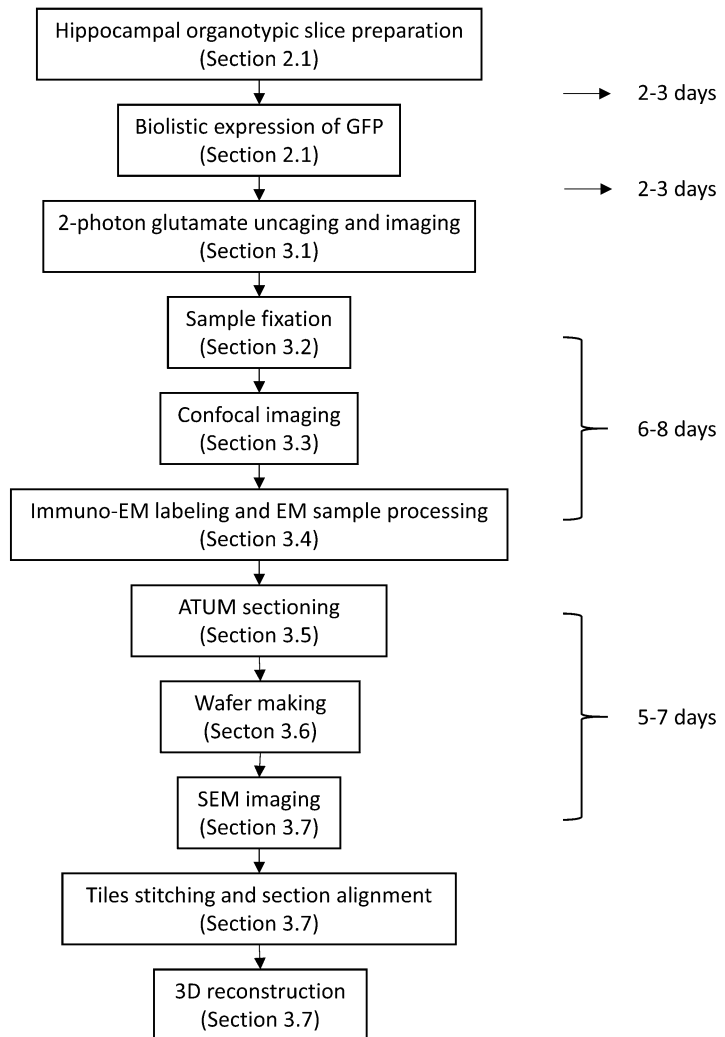 Hippocampal organotypic slice preparation
(Section 2.1)
2-3 days
Biolistic expression of GFP
(Section 2.1)
2-3 days
2-photon glutamate uncaging and imaging
(Section 3.1)
Sample fixation
(Section 3.2)
Confocal imaging
(Section 3.3)
6-8 days
Immuno-EM labeling and EM sample processing
(Section 3.4)
ATUM sectioning
(Section 3.5)
Wafer making
(Secton 3.6)
5-7 days
SEM imaging
(Section 3.7)
Tiles stitching and section alignment
(Section 3.7)
3D reconstruction
(Section 3.7)